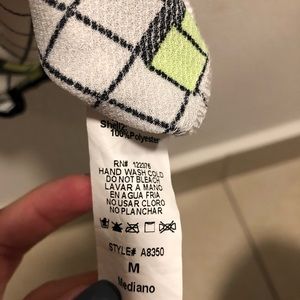 100% Polyester
RN# 122376
HAND WASH COLD
DO NOT BLEACH
LAVAR A MANO
EN AGUA FRIA
NO USAR CLORO
NO PLANCHAR
STYLE# A8350
M
Mediano